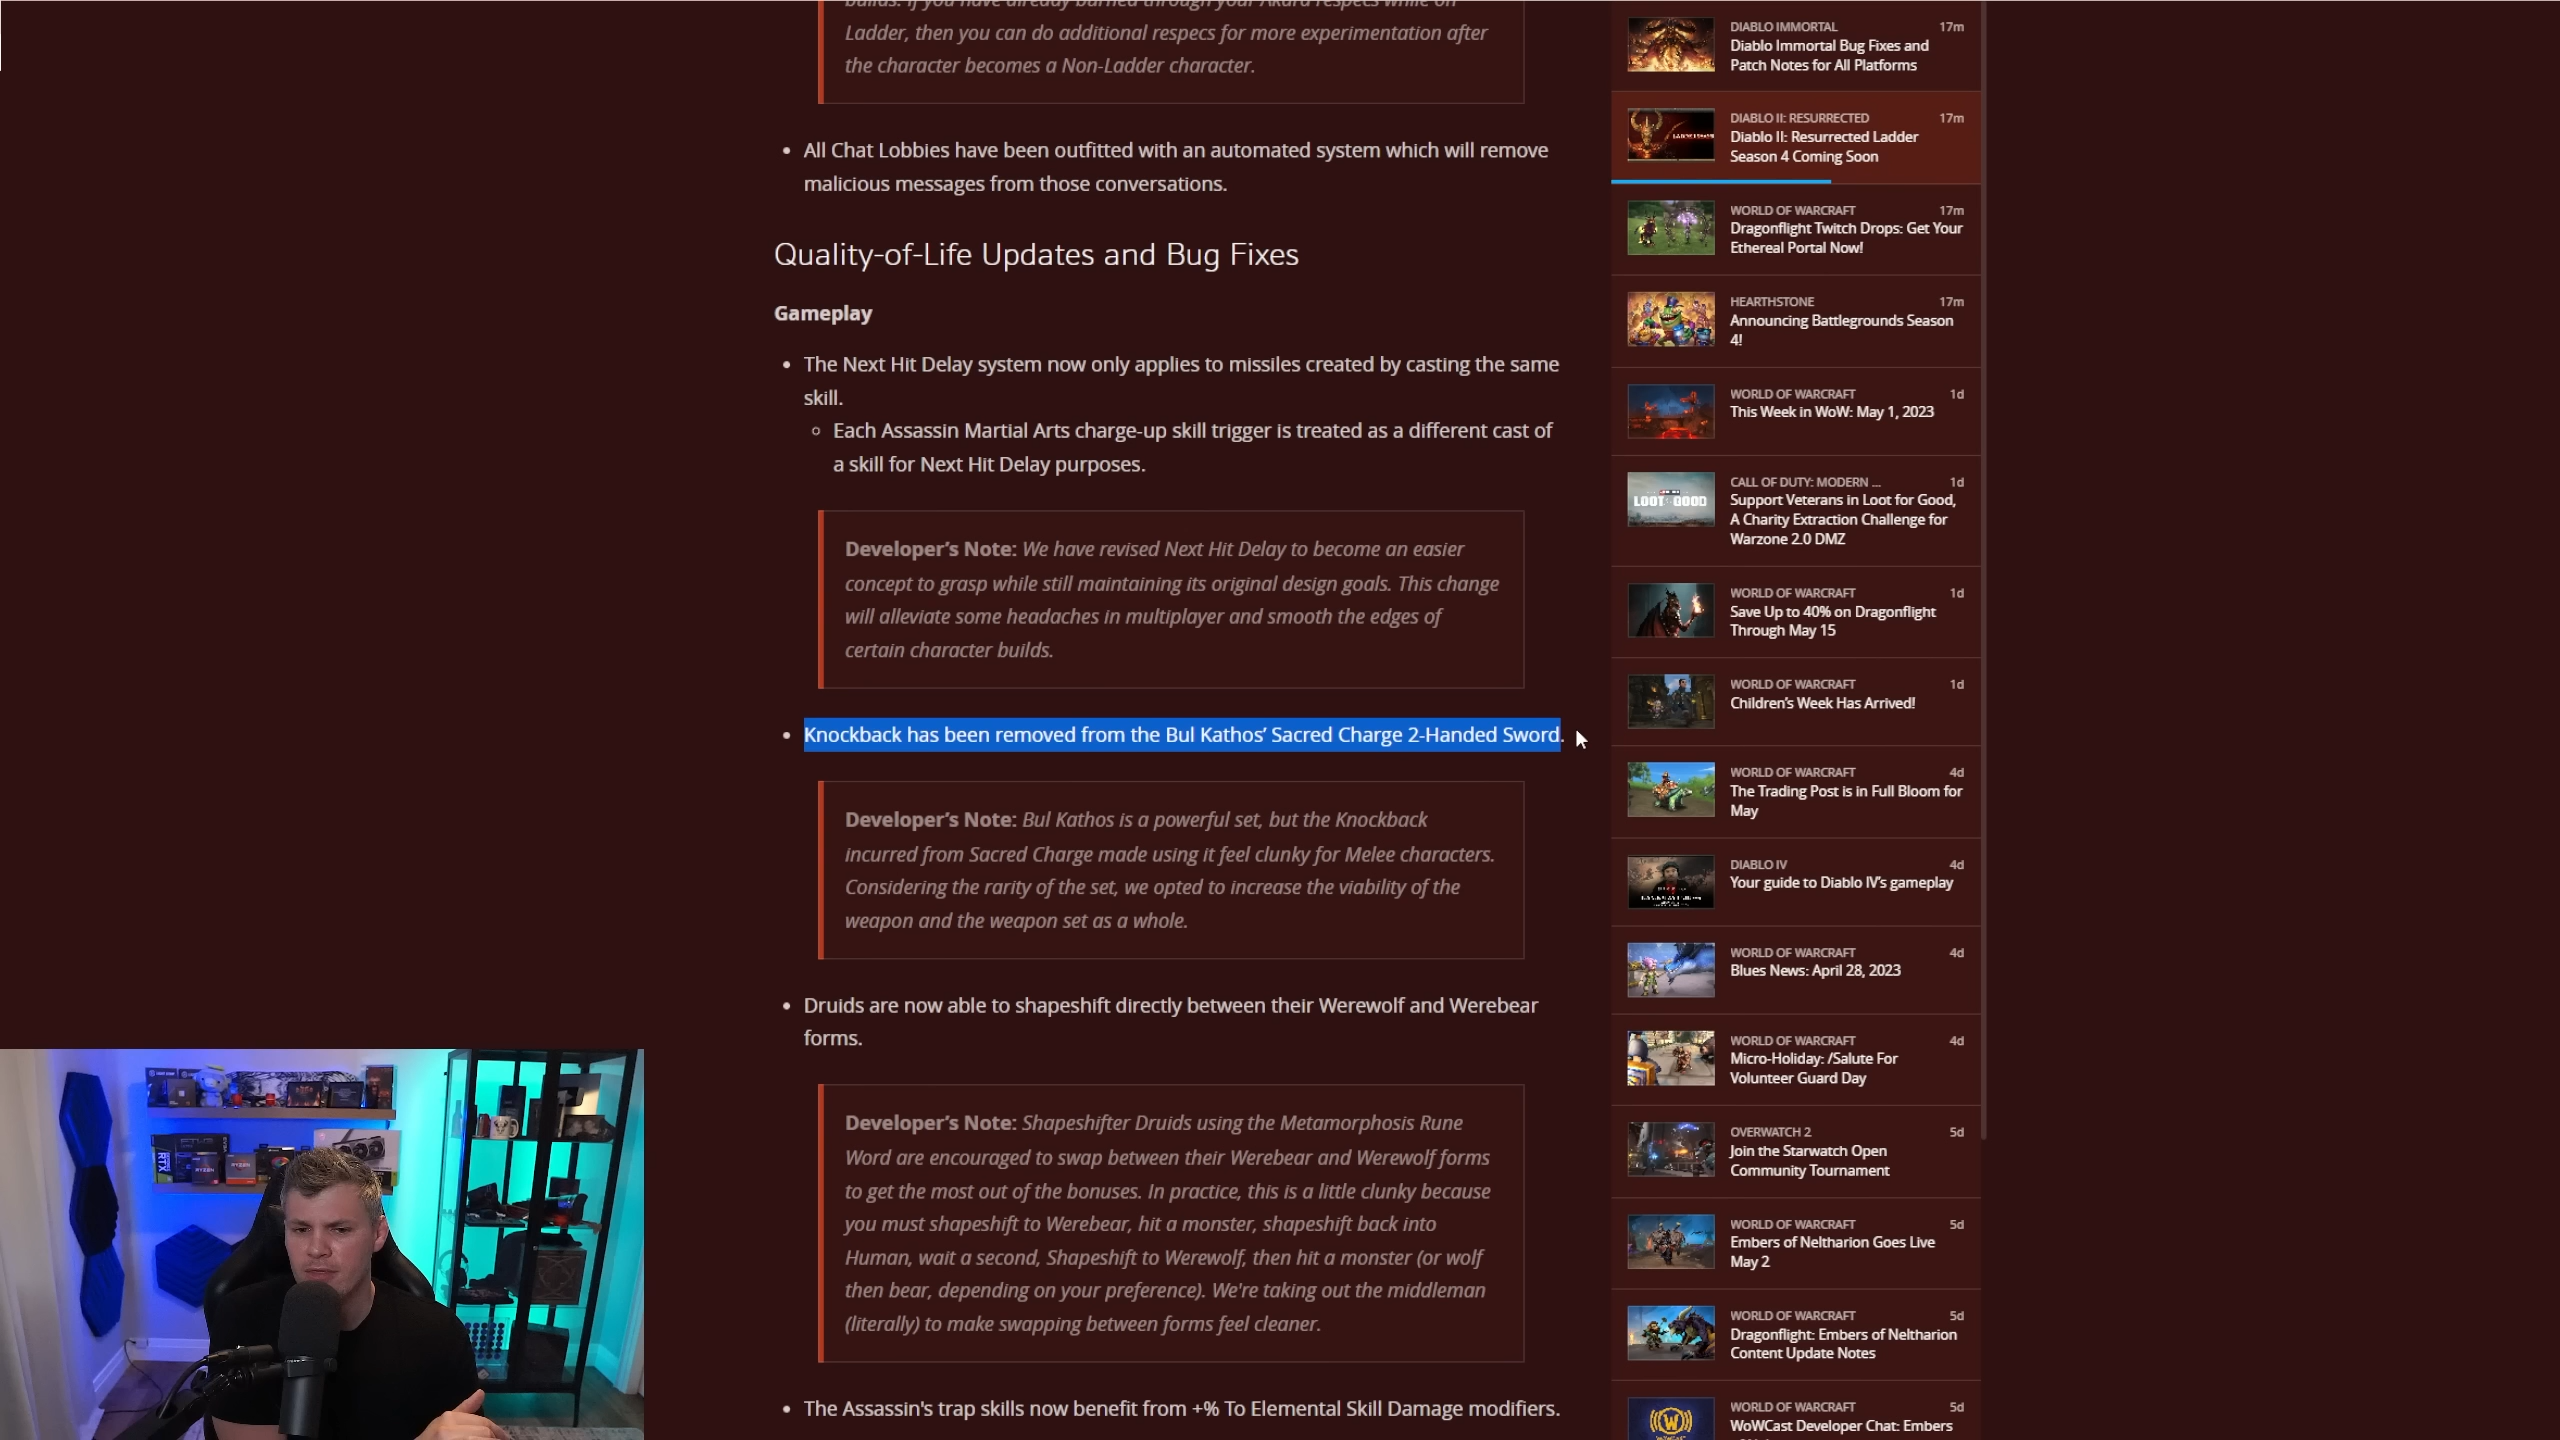 Ladder, then you can do additional respecs for more experimentation after
the character becomes a Non-Ladder character.
• All Chat Lobbies have been outfitted with an automated system which will remove
malicious messages from those conversations.
Quality-of-Life Updates and Bug Fixes
Gameplay
• The Next Hit Delay system now only applies to missiles created by casting the same
skill.
Each Assassin Martial Arts charge-up skill trigger is treated as a different cast of
a skill for Next Hit Delay purposes.
Developer’s Note: We have revised Next Hit Delay to become an easier
concept to grasp while still maintaining its original design goals. This change
will alleviate some headaches in multiplayer and smooth the edges of
certain character builds.
• Knockback has been removed from the Bul Kathos’ Sacred Charge 2-Handed Sword.
Developer’s Note: Bul Kathos is a powerful set, but the Knockback
incurred from Sacred Charge made using it feel clunky for Melee characters.
Considering the rarity of the set, we opted to increase the viability of the
weapon and the weapon set as a whole.
• Druids are now able to shapeshift directly between their Werewolf and Werebear
forms.
Developer’s Note: Shapeshifter Druids using the Metamorphosis Rune
Word are encouraged to swap between their Werebear and Werewolf forms
to get the most out of the bonuses. In practice, this is a little clunky because
you must shapeshift to Werebear, hit a monster, shapeshift back into
Human, wait a second, Shapeshift to Werewolf, then hit a monster (or wolf
then bear, depending on your preference). We're taking out the middleman
(literally) to make swapping between forms feel cleaner.
• The Assassin's trap skills now benefit from +% To Elemental Skill Damage modifiers.
DIABLO IMMORTAL 17m
Diablo Immortal Bug Fixes and
Patch Notes for All Platforms
DIABLO II: RESURRECTED 17m
Diablo II: Resurrected Ladder
Season 4 Coming Soon
WORLD OF WARCRAFT 17m
Dragonflight Twitch Drops: Get Your
Ethereal Portal Now!
HEARTHSTONE 17m
Announcing Battlegrounds Season
4!
WORLD OF WARCRAFT 1d
This Week in WoW: May 1, 2023
CALL OF DUTY: MODERN ... 1d
Support Veterans in Loot for Good,
A Charity Extraction Challenge for
Warzone 2.0 DMZ
LOOT GOOD
WORLD OF WARCRAFT 1d
Save Up to 40% on Dragonflight
Through May 15
WORLD OF WARCRAFT 1d
Children’s Week Has Arrived!
WORLD OF WARCRAFT 4d
The Trading Post is in Full Bloom for
May
DIABLO IV 4d
Your guide to Diablo IV’s gameplay
WORLD OF WARCRAFT 4d
Blues News: April 28, 2023
WORLD OF WARCRAFT 4d
Micro-Holiday: /Salute For
Volunteer Guard Day
OVERWATCH 2 5d
Join the Starwatch Open
Community Tournament
WORLD OF WARCRAFT 5d
Embers of Neltharion Goes Live
May 2
WORLD OF WARCRAFT 5d
Dragonflight: Embers of Neltharion
Content Update Notes
WORLD OF WARCRAFT 5d
WoWCast Developer Chat: Embers
RTX
RYZEN